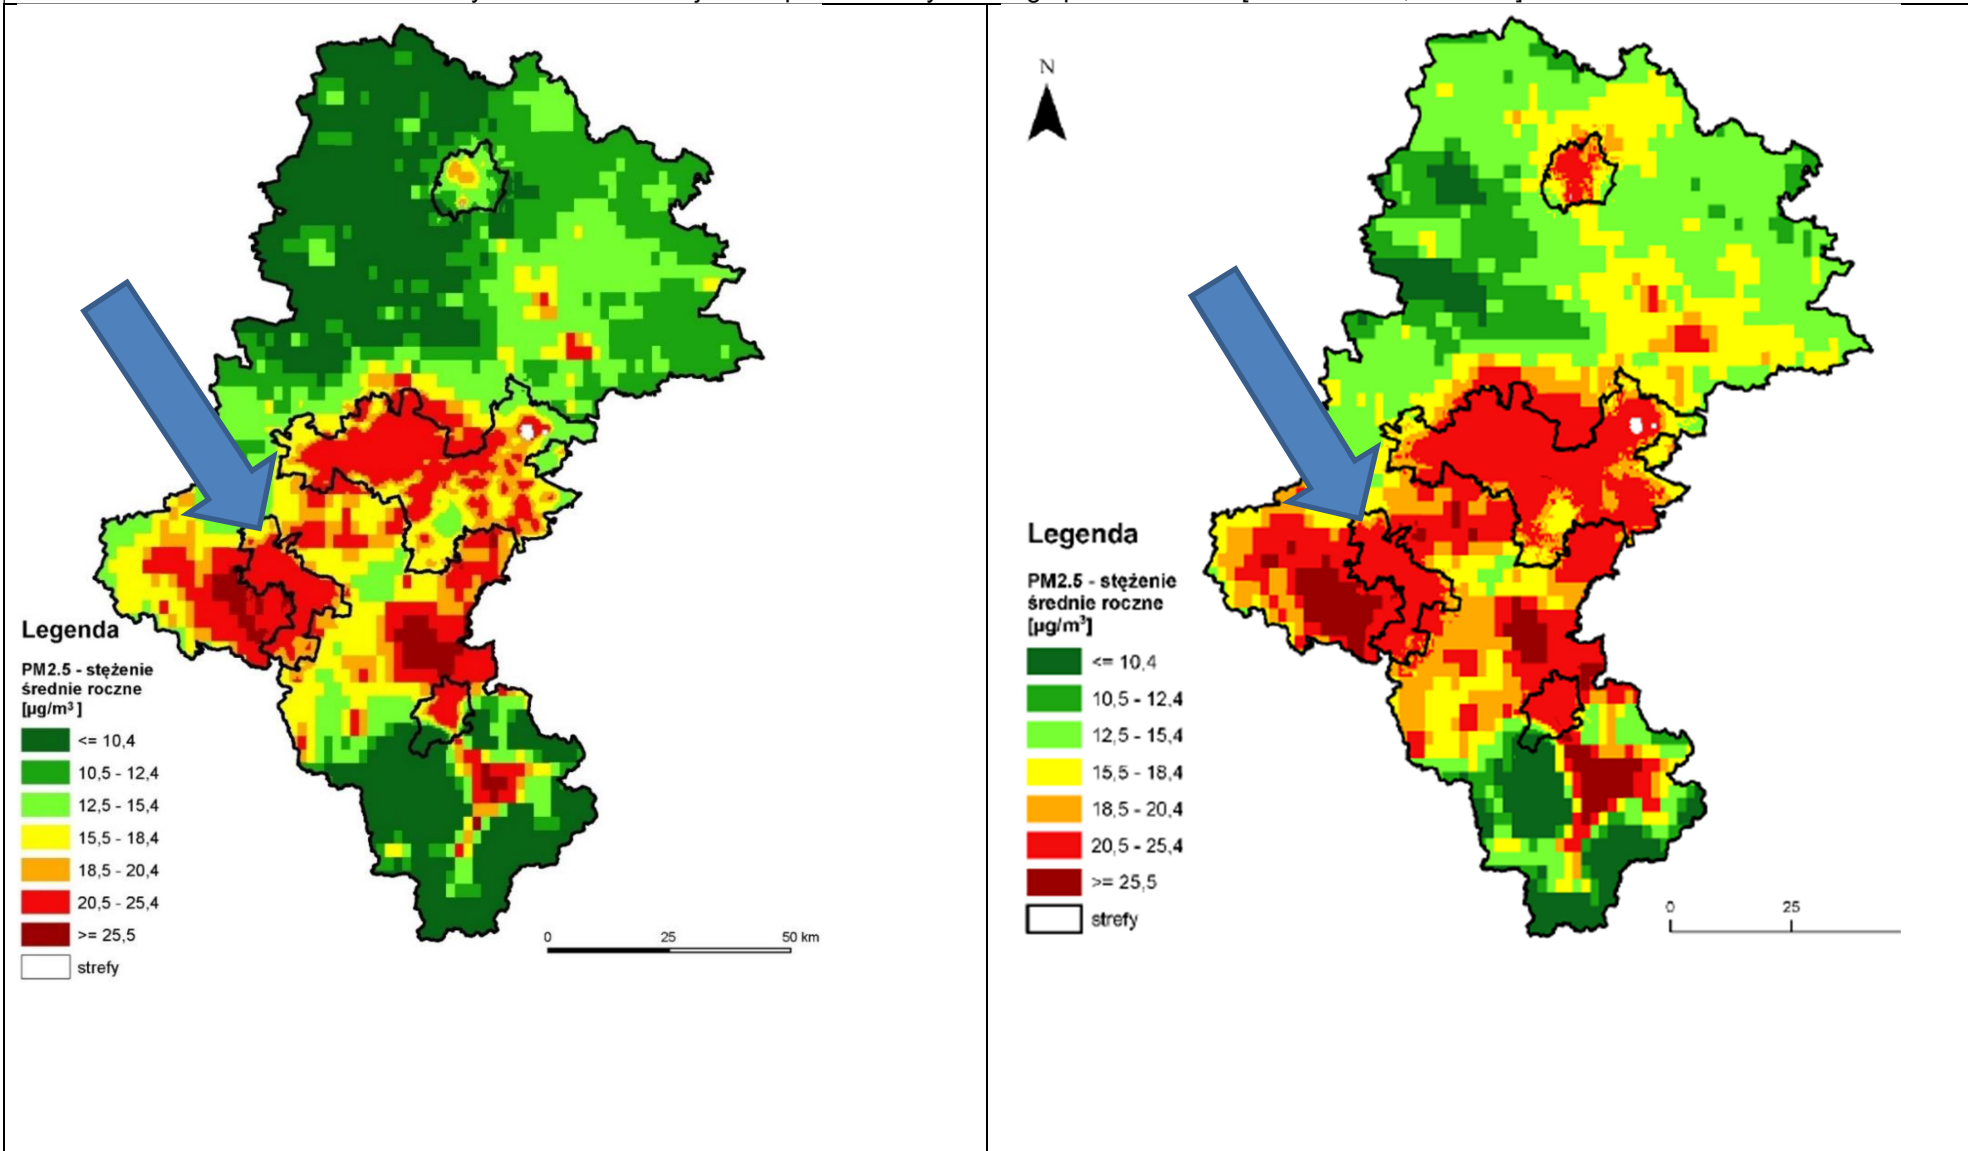 Legenda
PM2.5 - stężenie
średnie roczne
[µg/m³ ]
<= 10,4
10,5 - 12,4
12,5 - 15,4
15,5 - 18,4
18,5 - 20,4
20,5 - 25,4
>= 25,5
strefy
0 25 50 km
N
Legenda
PM2.5 - stężenie
średnie roczne
[µg/m³]
<= 10,4
10,5 - 12,4
12,5 - 15,4
15,5 - 18,4
18,5 - 20,4
20,5 - 25,4
>= 25,5
strefy
0 25